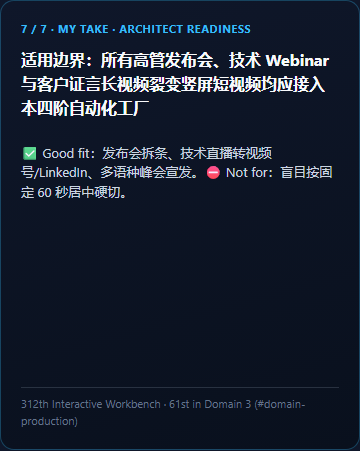 7 / 7 · MY TAKE · ARCHITECT READINESS
适用边界：所有高管发布会、技术 Webinar
与客户证言长视频裂变竖屏短视频均应接入
本四阶自动化工厂
✅ Good fit：发布会拆条、技术直播转视频
号/LinkedIn、多语种峰会宣发。⛔ Not for：盲目按固
定 60 秒居中硬切。
312th Interactive Workbench · 61st in Domain 3 (#domain-
production)